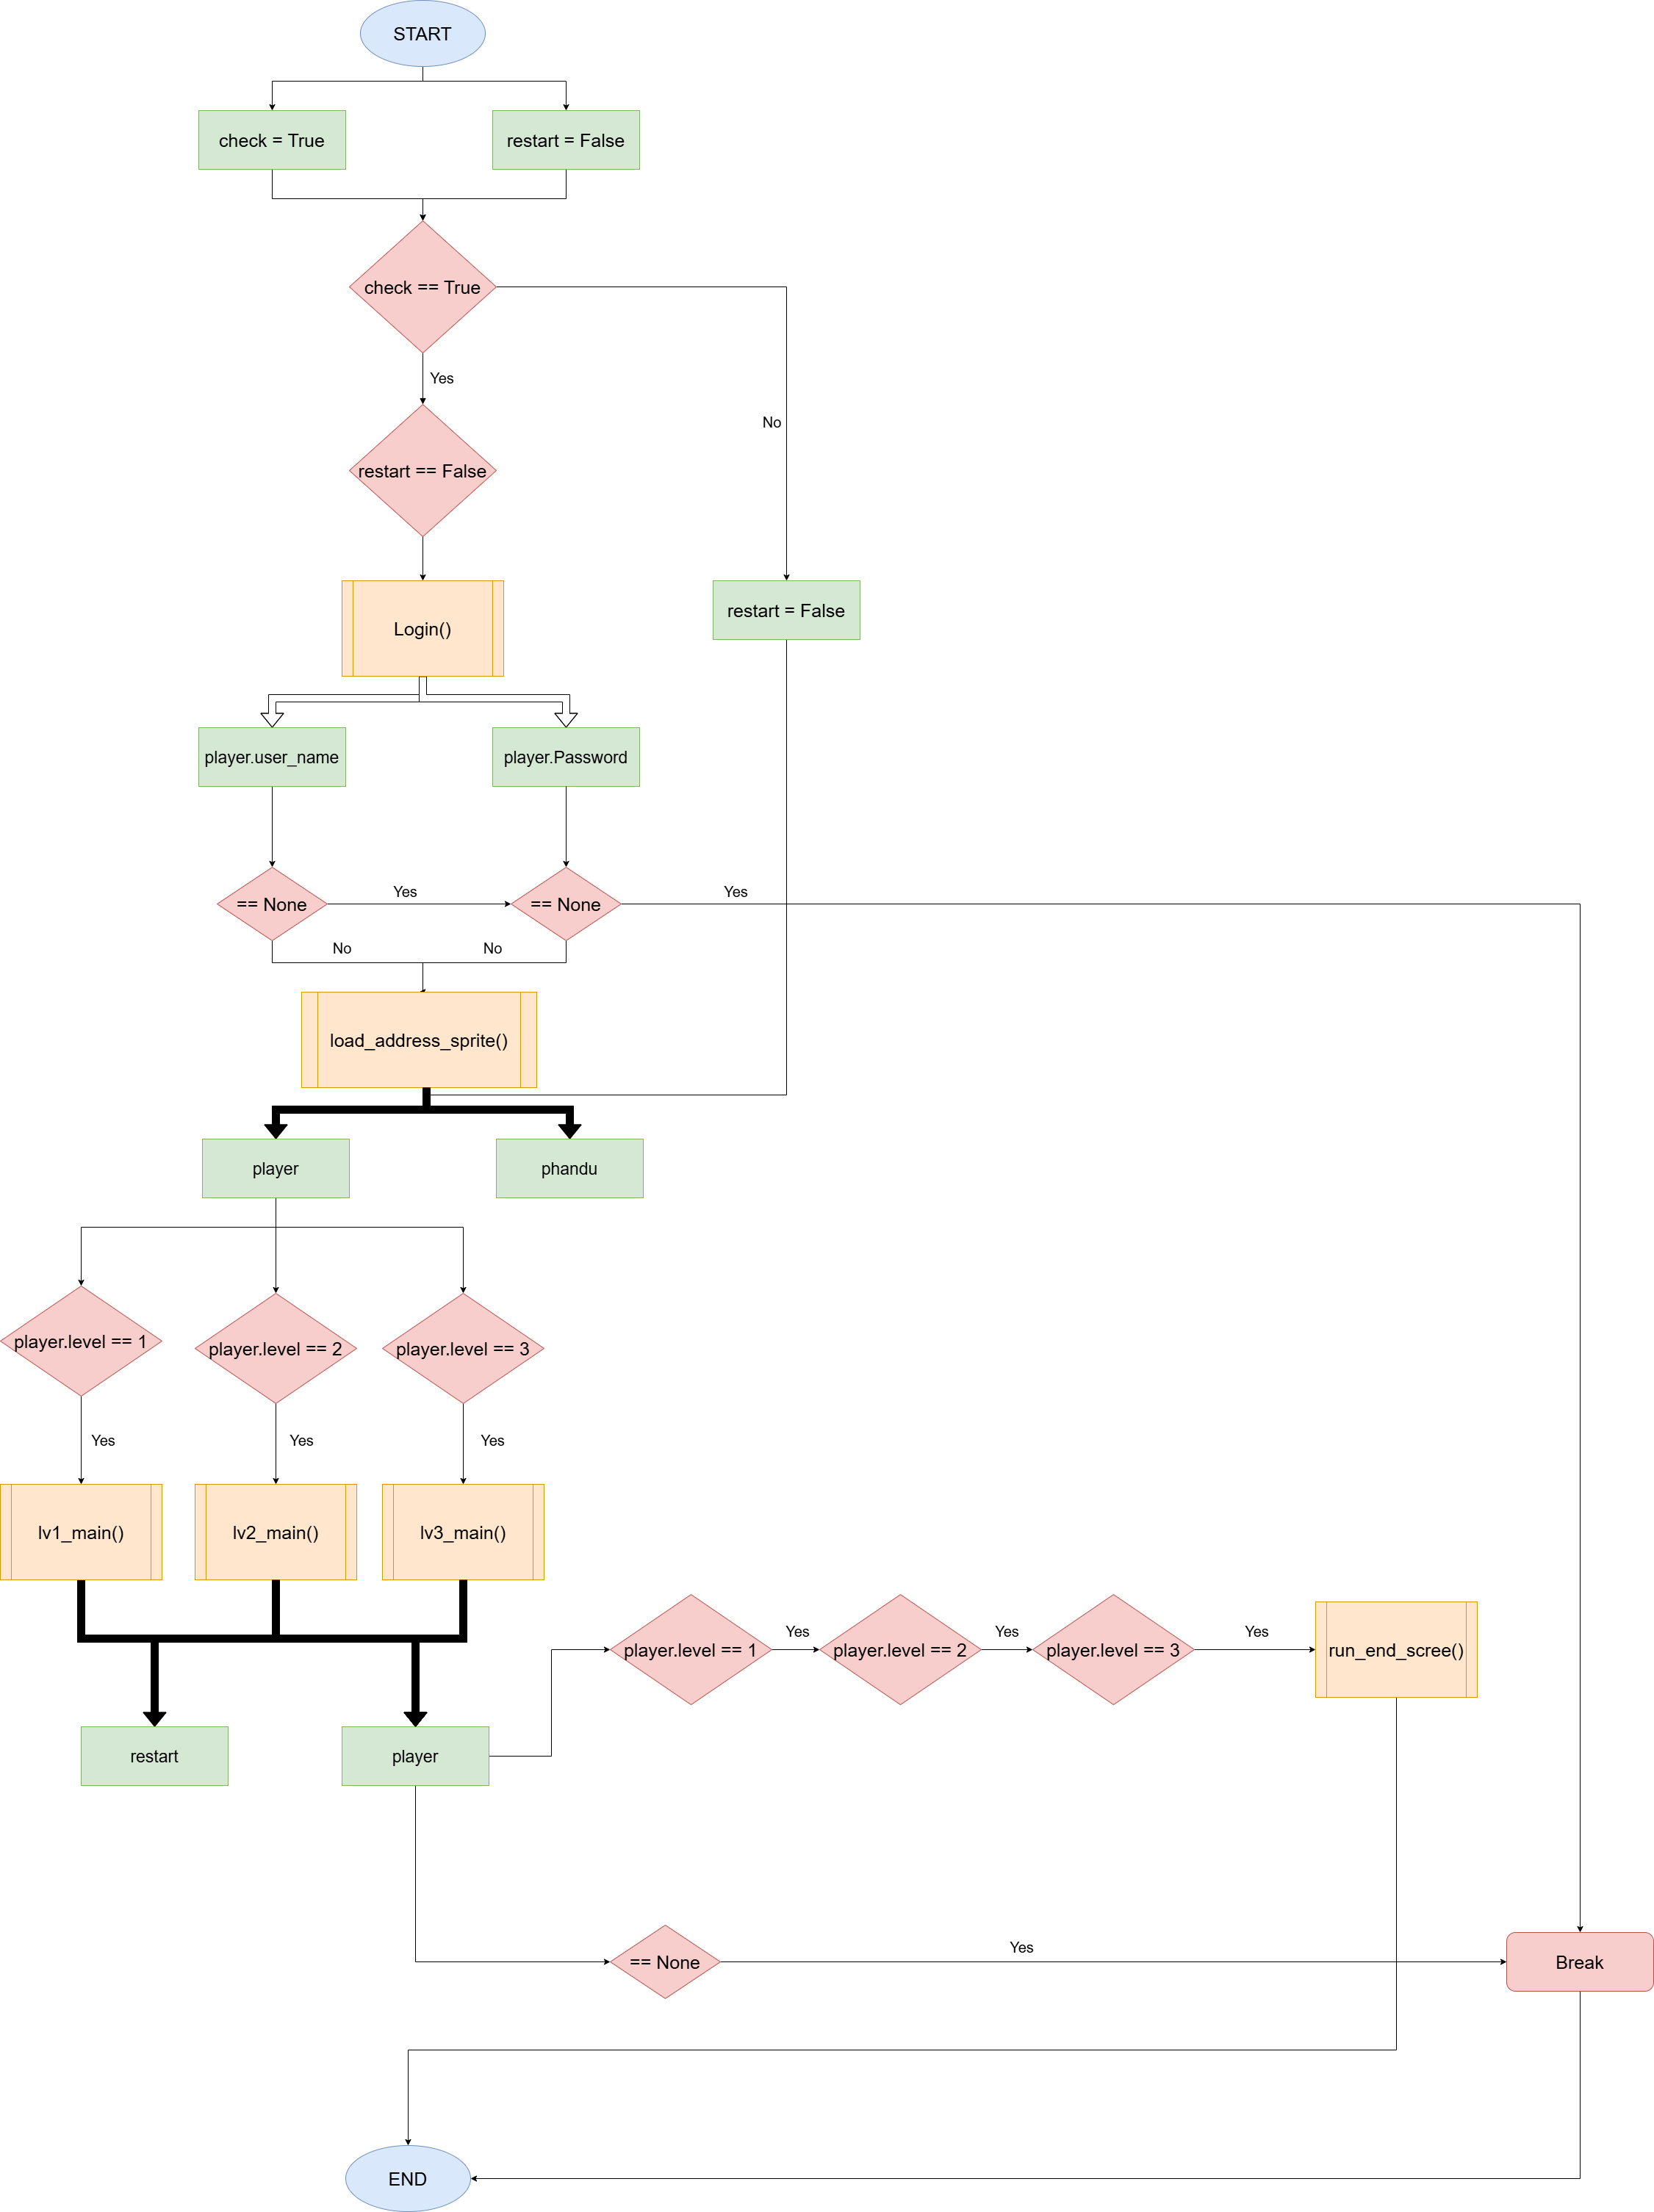 START
check = True
restart = False
check == True
Yes
No
restart == False
Login()
restart = False
player.user_name
player.Password
== None
Yes
== None
Yes
No
No
load_address_sprite()
player
phandu
player.level == 1
player.level == 2
player.level == 3
Yes
Yes
Yes
lv1_main()
lv2_main()
lv3_main()
player.level == 1
Yes
player.level == 2
Yes
player.level == 3
Yes
run_end_scree()
restart
player
== None
Yes
Break
END